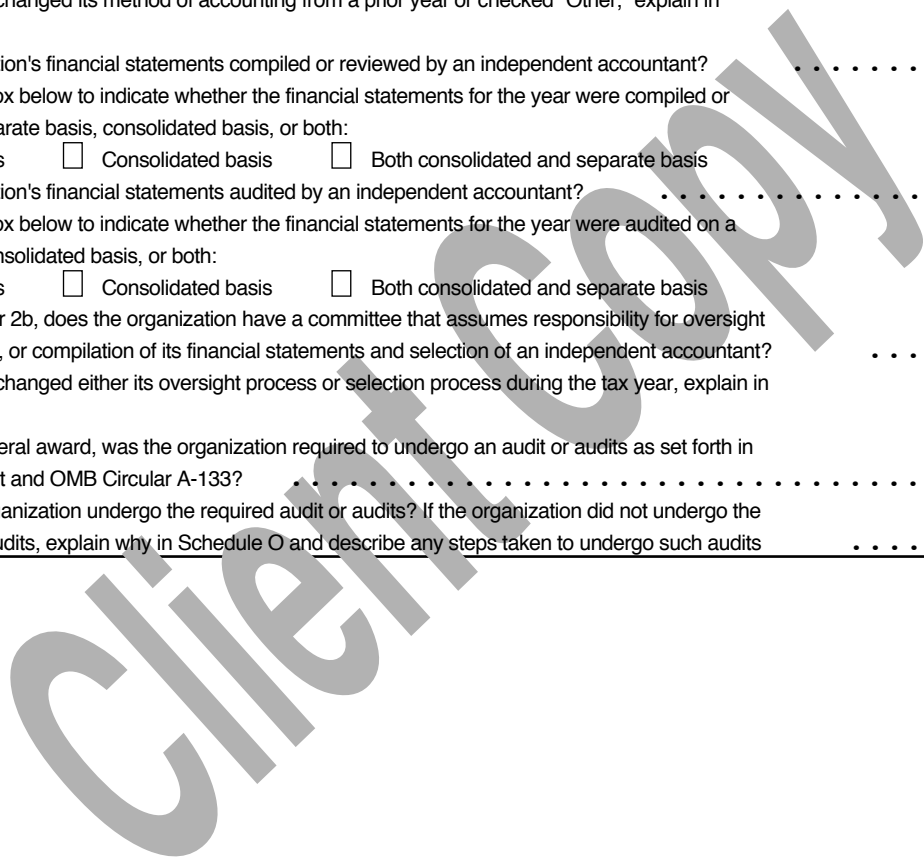 changed its method of accounting from a prior year or checked "Other," explain in
tion's financial statements compiled or reviewed by an independent accountant? . . . . . . .
ox below to indicate whether the financial statements for the year were compiled or
arate basis, consolidated basis, or both:
s ☐ Consolidated basis ☐ Both consolidated and separate basis
tion's financial statements audited by an independent accountant? . . . . . . . . . . . . . .
ox below to indicate whether the financial statements for the year were audited on a
nsolidated basis, or both:
s ☐ Consolidated basis ☐ Both consolidated and separate basis
r 2b, does the organization have a committee that assumes responsibility for oversight
, or compilation of its financial statements and selection of an independent accountant? . . .
changed either its oversight process or selection process during the tax year, explain in
eral award, was the organization required to undergo an audit or audits as set forth in
t and OMB Circular A-133? . . . . . . . . . . . . . . . . . . . . . . . . . . . . . . . . . .
anization undergo the required audit or audits? If the organization did not undergo the
udits, explain why in Schedule O and describe any steps taken to undergo such audits . . . .
Client Copy